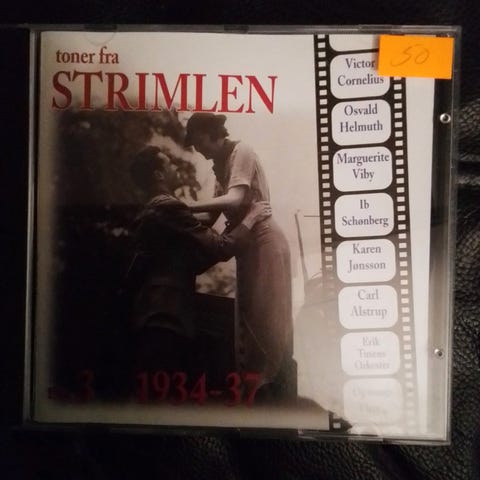 toner fra
STRIMLEN
50
Victor
Cornelius
Osvald
Helmuth
Marguerite
Viby
Ib
Schønberg
Karen
Jønsson
Carl
Alstrup
Erik
Tuxens
Orkester
3 1934-37